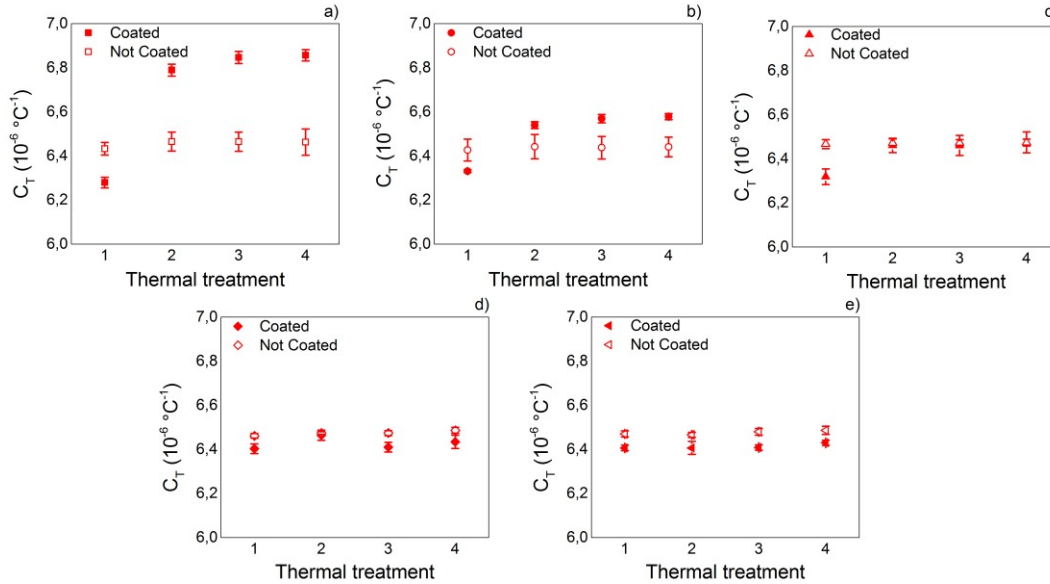 a)
7,0
6,8
6,6
6,4
6,2
6,0
C_T (10⁻⁶ °C⁻¹)
Coated
Not Coated
1 2 3 4
Thermal treatment
b)
7,0
6,8
6,6
6,4
6,2
6,0
C_T (10⁻⁶ °C⁻¹)
Coated
Not Coated
1 2 3 4
Thermal treatment
7,0
6,8
6,6
6,4
6,2
6,0
C_T (10⁻⁶ °C⁻¹)
Coated
Not Coated
1 2 3 4
Thermal treatment
d)
7,0
6,8
6,6
6,4
6,2
6,0
C_T (10⁻⁶ °C⁻¹)
Coated
Not Coated
1 2 3 4
Thermal treatment
e)
7,0
6,8
6,6
6,4
6,2
6,0
C_T (10⁻⁶ °C⁻¹)
Coated
Not Coated
1 2 3 4
Thermal treatment